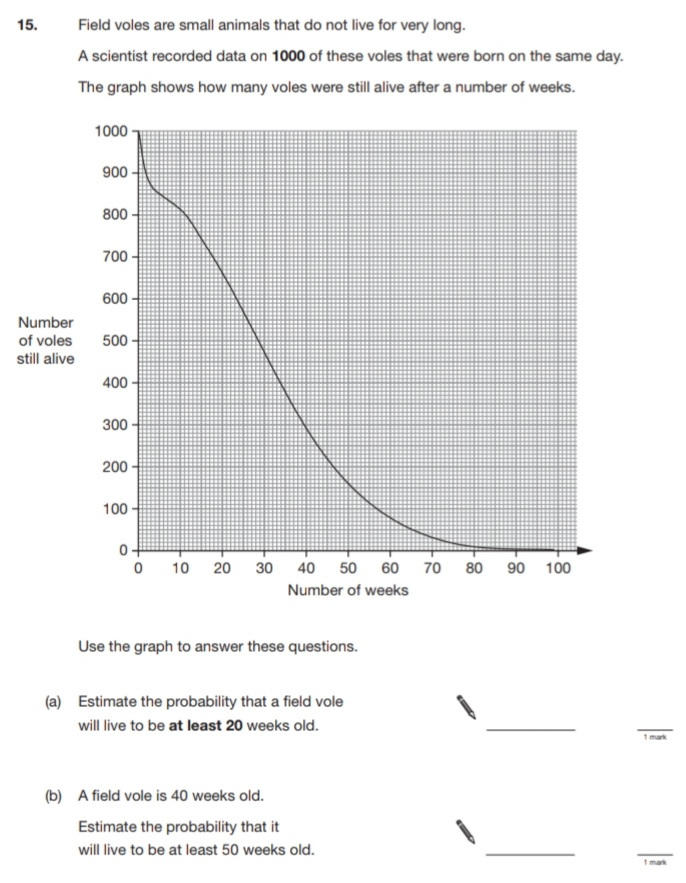 15. Field voles are small animals that do not live for very long.
A scientist recorded data on 1000 of these voles that were born on the same day.
The graph shows how many voles were still alive after a number of weeks.
1000
900
800
700
600
Number
of voles
still alive
500
400
300
200
100
0
0 10 20 30 40 50 60 70 80 90 100
Number of weeks
Use the graph to answer these questions.
(a) Estimate the probability that a field vole
will live to be at least 20 weeks old.
1 mark
(b) A field vole is 40 weeks old.
Estimate the probability that it
will live to be at least 50 weeks old.
1 mark